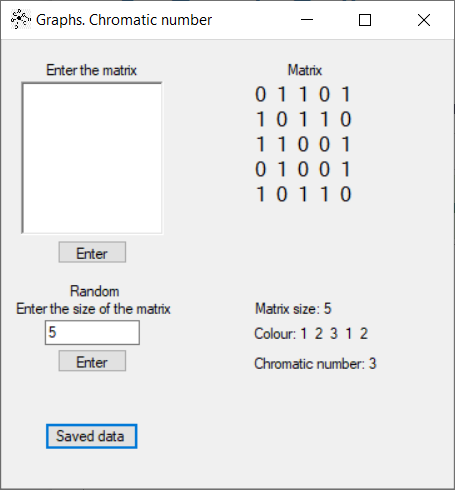 Graphs. Chromatic number
Enter the matrix
Enter
Random
Enter the size of the matrix
5
Enter
Saved data
Matrix
0 1 1 0 1
1 0 1 1 0
1 1 0 0 1
0 1 0 0 1
1 0 1 1 0
Matrix size: 5
Colour: 1 2 3 1 2
Chromatic number: 3